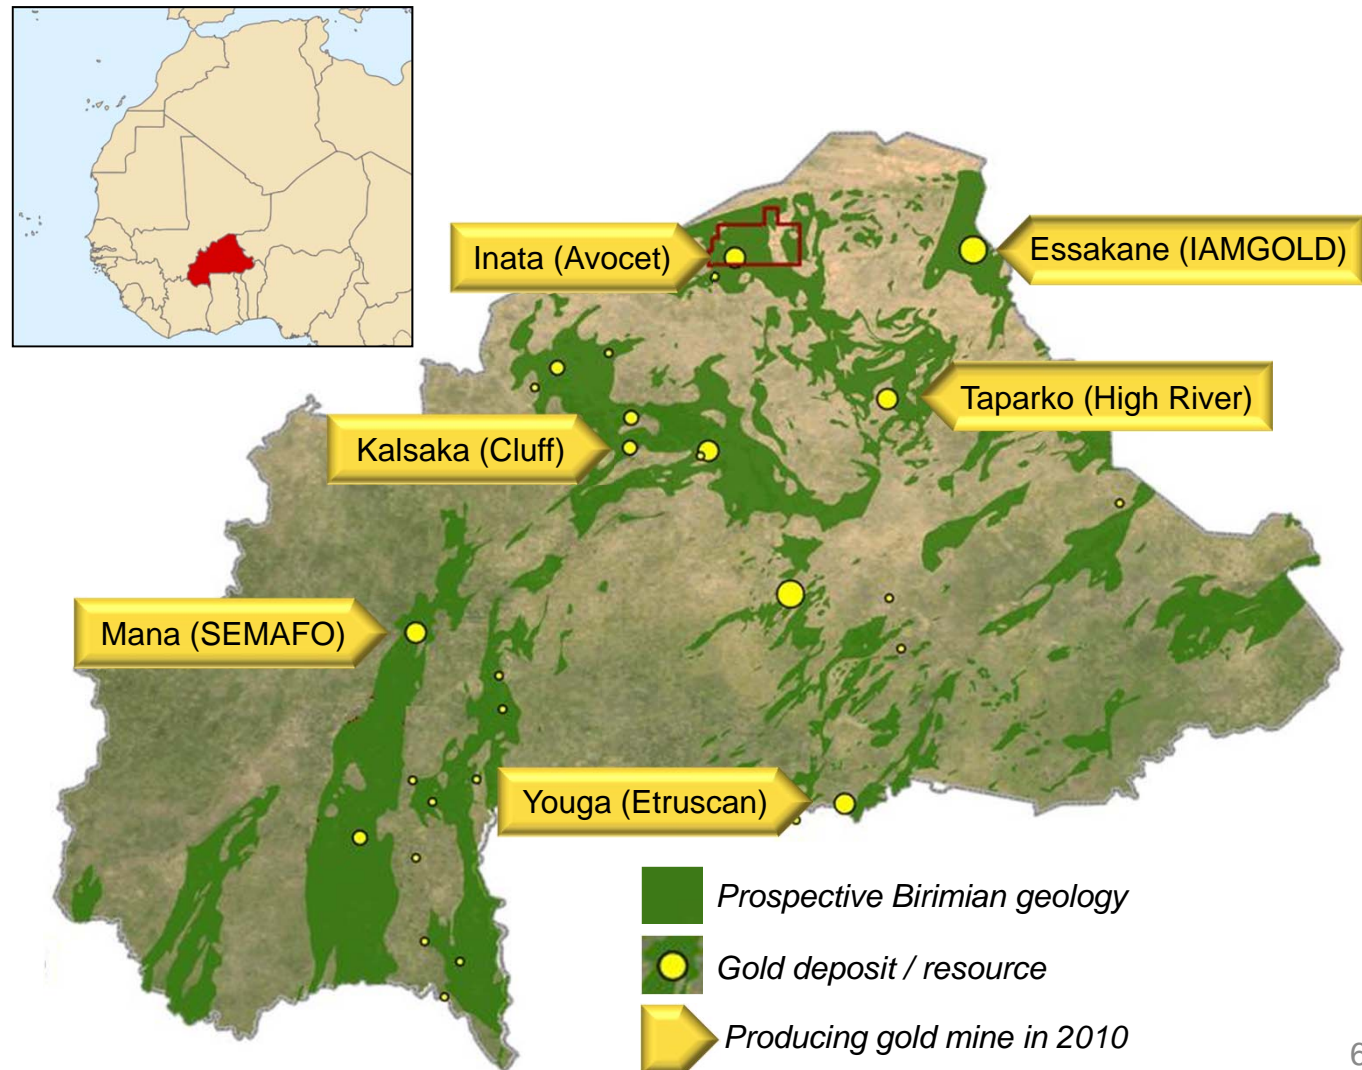 Inata (Avocet)
Essakane (IAMGOLD)
Taparko (High River)
Kalsaka (Cluff)
Mana (SEMAFO)
Youga (Etruscan)
Prospective Birimian geology
Gold deposit / resource
Producing gold mine in 2010
6